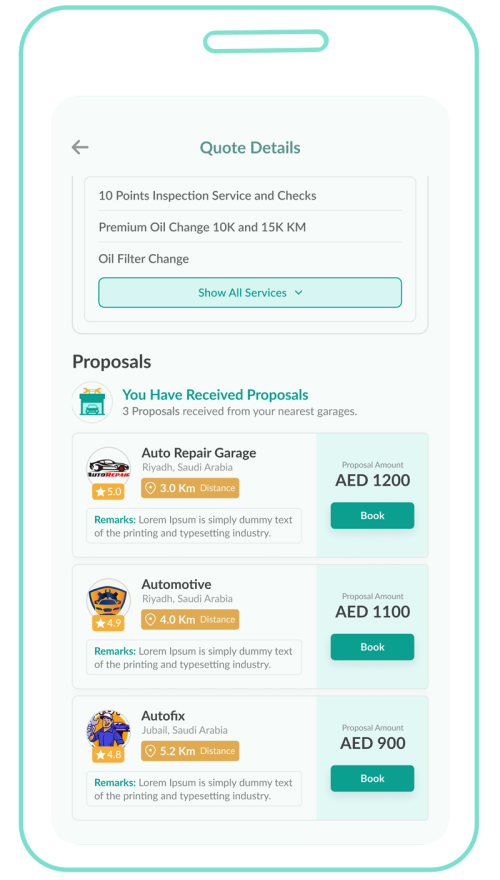 Quote Details
10 Points Inspection Service and Checks
Premium Oil Change 10K and 15K KM
Oil Filter Change
Show All Services
Proposals
You Have Received Proposals
3 Proposals received from your nearest garages.
AUTOREPAIR
5.0
Auto Repair Garage
Riyadh, Saudi Arabia
3.0 Km Distance
Remarks: Lorem Ipsum is simply dummy text
of the printing and typesetting industry.
Proposal Amount
AED 1200
Book
4.9
Automotive
Riyadh, Saudi Arabia
4.0 Km Distance
Remarks: Lorem Ipsum is simply dummy text
of the printing and typesetting industry.
Proposal Amount
AED 1100
Book
4.8
Autofix
Jubail, Saudi Arabia
5.2 Km Distance
Remarks: Lorem Ipsum is simply dummy text
of the printing and typesetting industry.
Proposal Amount
AED 900
Book